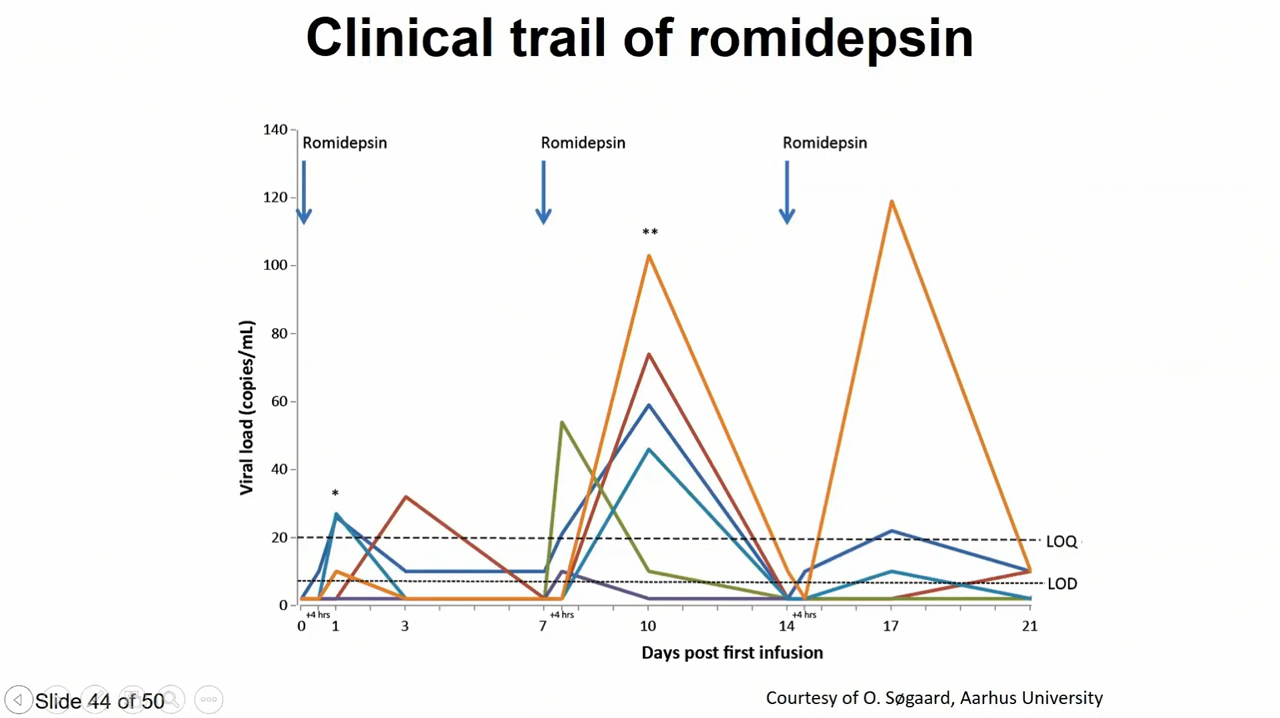 Clinical trail of romidepsin
140
Romidepsin Romidepsin Romidepsin
120
**
100
80
Viral load (copies/mL)
60
40
*
20
LOQ
LOD
0
+4 hrs +4 hrs +4 hrs
0 1 3 7 10 14 17 21
Days post first infusion
Slide 44 of 50
Courtesy of O. Søgaard, Aarhus University